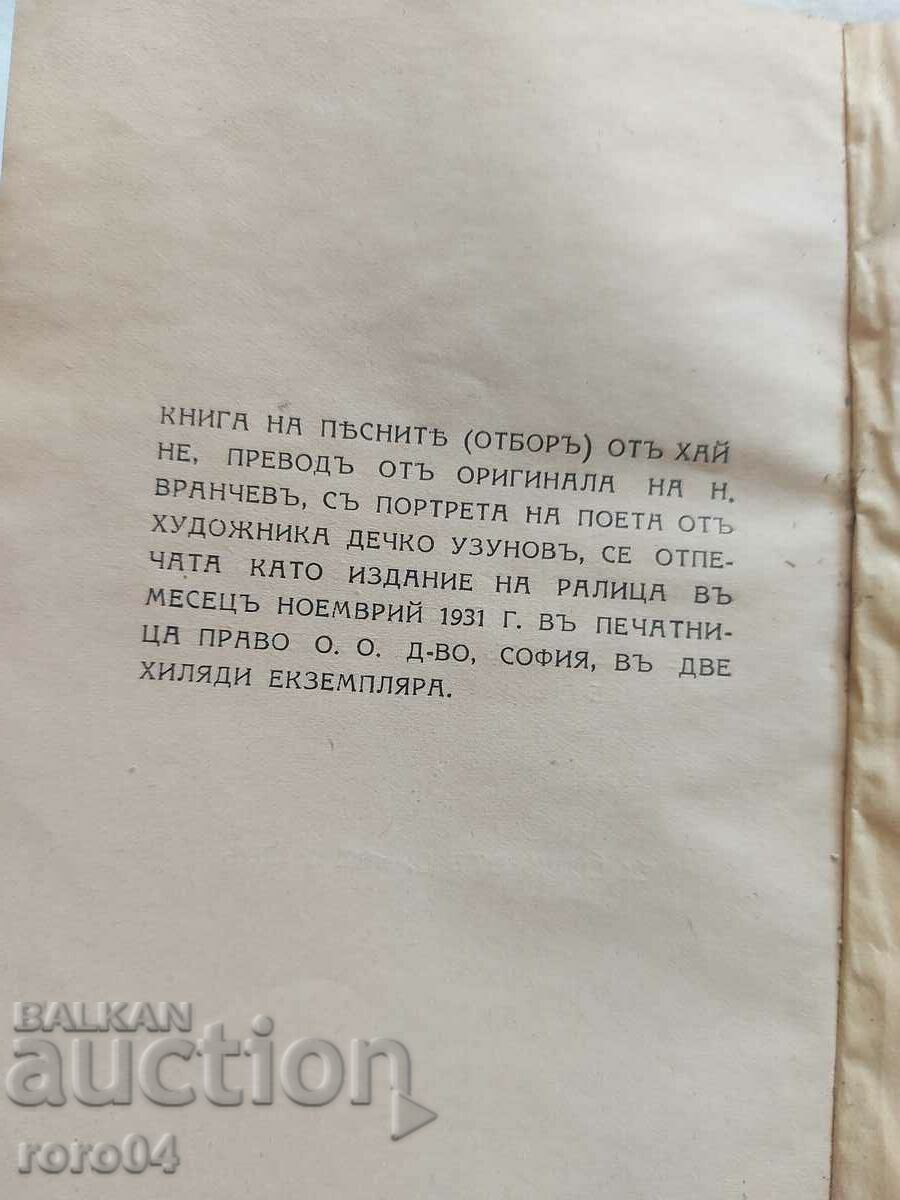 КНИГА НА ПѢСНИТѢ (ОТБОРЪ) ОТЪ ХАЙ
НЕ, ПРЕВОДЪ ОТЪ ОРИГИНАЛА НА Н.
ВРАНЧЕВЪ, СЪ ПОРТРЕТА НА ПОЕТА ОТЪ
ХУДОЖНИКА ДЕЧКО УЗУНОВЪ, СЕ ОТПЕ-
ЧАТА КАТО ИЗДАНИЕ НА РАЛИЦА ВЪ
МЕСЕЦЪ НОЕМВРИЙ 1931 Г. ВЪ ПЕЧАТНИ-
ЦА ПРАВО О. О. Д-ВО, СОФИЯ, ВЪ ДВЕ
ХИЛЯДИ ЕКЗЕМПЛЯРА.
BALKAN
auction
roro04